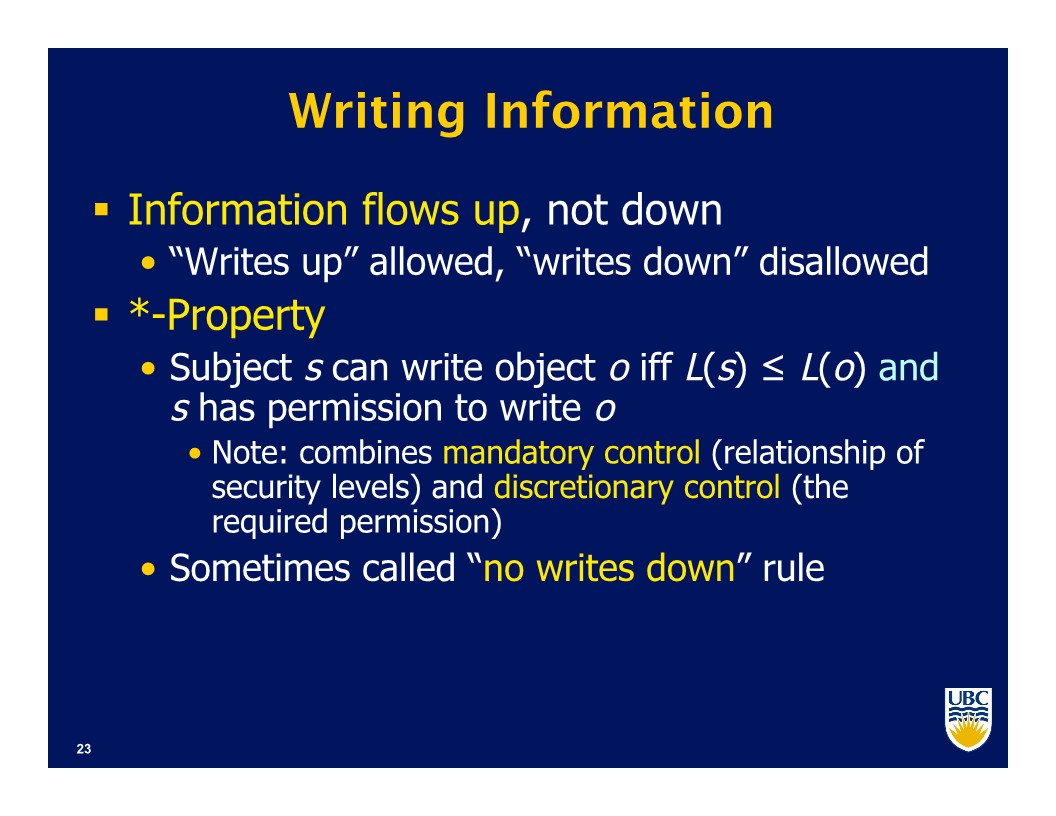 Writing Information
▪ Information flows up, not down
• “Writes up” allowed, “writes down” disallowed
▪ *-Property
• Subject s can write object o iff L(s) ≤ L(o) and
s has permission to write o
• Note: combines mandatory control (relationship of
security levels) and discretionary control (the
required permission)
• Sometimes called “no writes down” rule
UBC
23